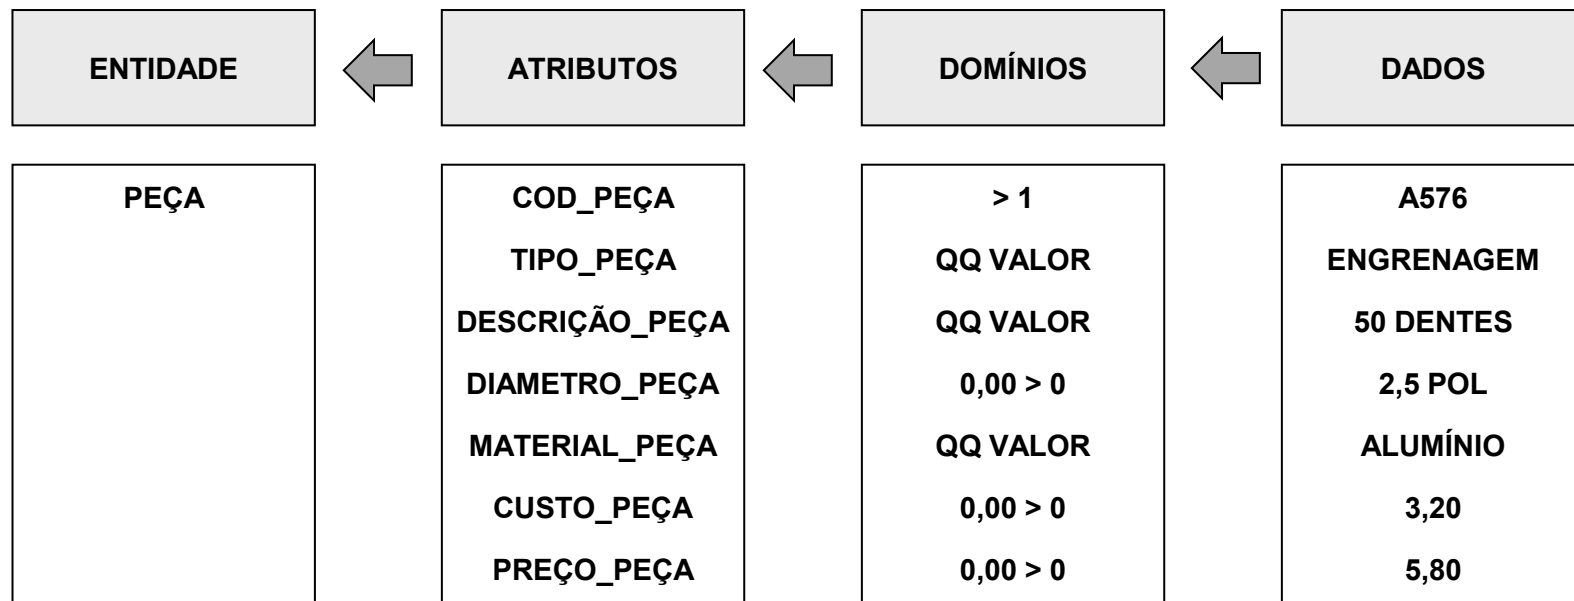 ENTIDADE
ATRIBUTOS
DOMÍNIOS
DADOS
PEÇA
COD_PEÇA
> 1
A576
TIPO_PEÇA
QQ VALOR
ENGRENAGEM
DESCRIÇÃO_PEÇA
QQ VALOR
50 DENTES
DIAMETRO_PEÇA
0,00 > 0
2,5 POL
MATERIAL_PEÇA
QQ VALOR
ALUMÍNIO
CUSTO_PEÇA
0,00 > 0
3,20
PREÇO_PEÇA
0,00 > 0
5,80